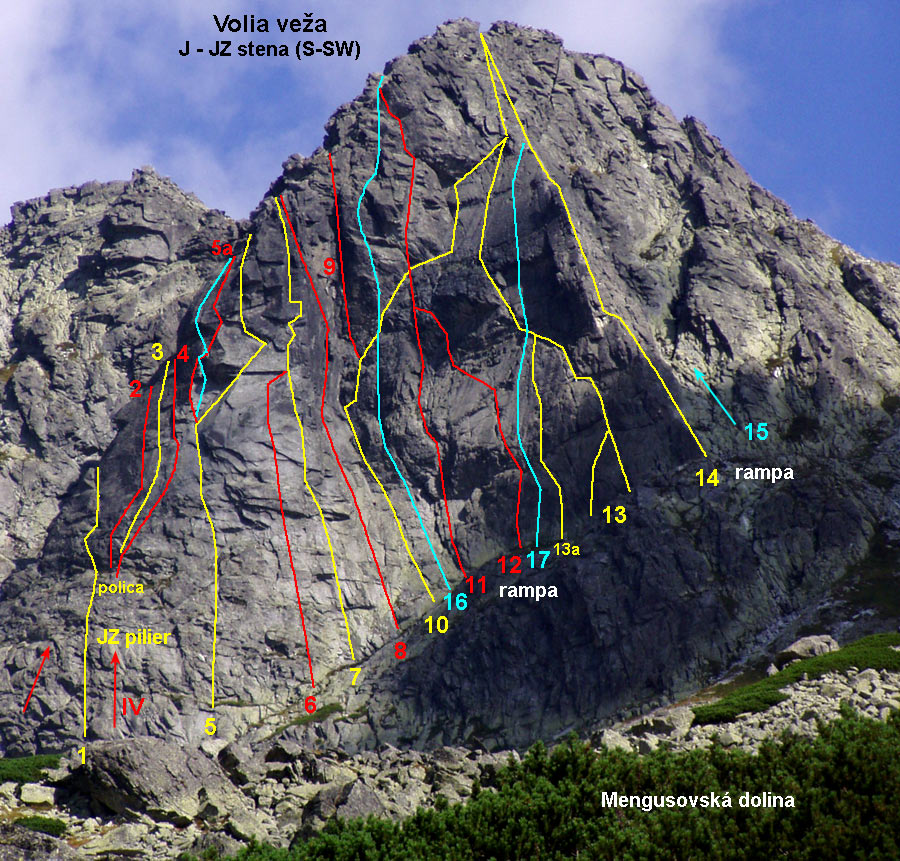 Volia veža
J - JZ stena (S-SW)
5a
9
3
4
2
15
rampa
14
13
13a
17
12
rampa
11
16
10
polica
JZ pilier
8
7
6
IV
5
1
Mengusovská dolina